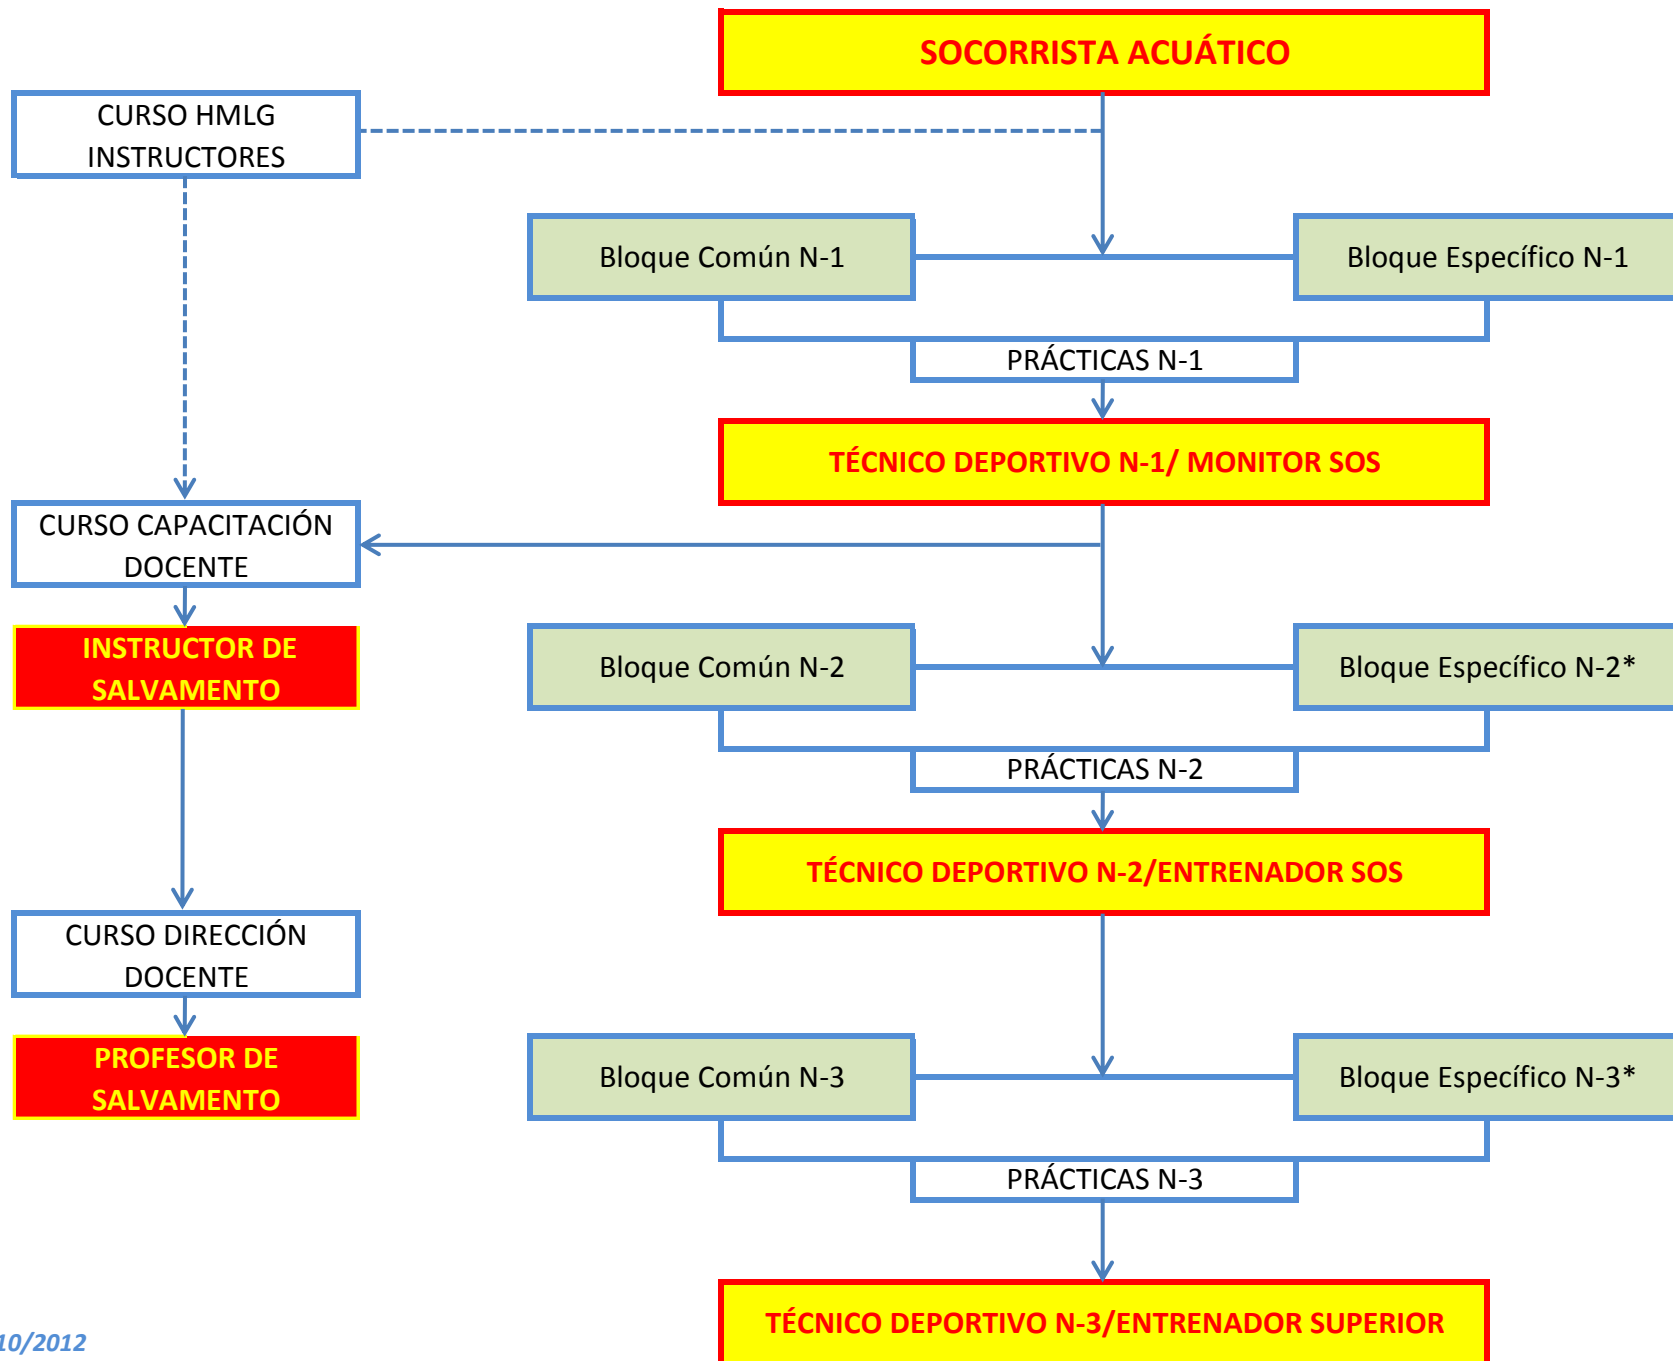 SOCORRISTA ACUÁTICO
CURSO HMLG
INSTRUCTORES
Bloque Común N-1
Bloque Específico N-1
PRÁCTICAS N-1
TÉCNICO DEPORTIVO N-1/ MONITOR SOS
CURSO CAPACITACIÓN
DOCENTE
INSTRUCTOR DE
SALVAMENTO
Bloque Común N-2
Bloque Específico N-2*
PRÁCTICAS N-2
TÉCNICO DEPORTIVO N-2/ENTRENADOR SOS
CURSO DIRECCIÓN
DOCENTE
PROFESOR DE
SALVAMENTO
Bloque Común N-3
Bloque Específico N-3*
PRÁCTICAS N-3
TÉCNICO DEPORTIVO N-3/ENTRENADOR SUPERIOR
10/2012